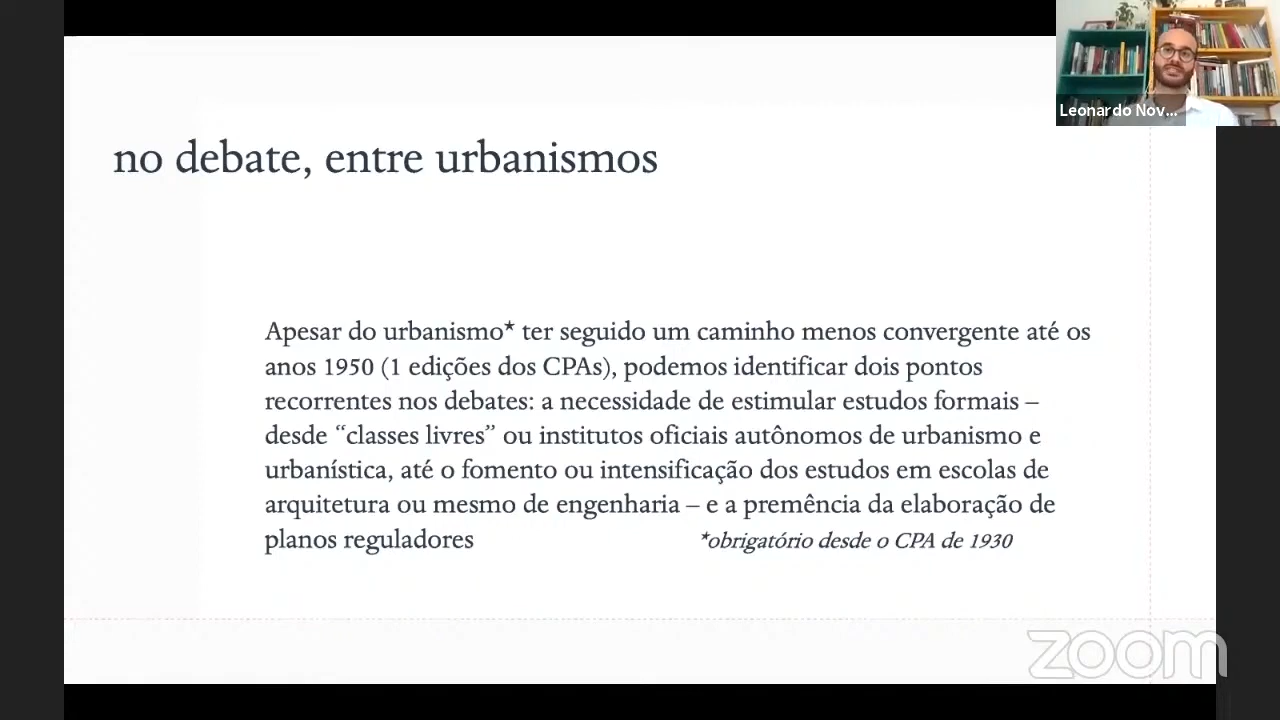 Leonardo Nov...
no debate, entre urbanismos
Apesar do urbanismo* ter seguido um caminho menos convergente até os
anos 1950 (1 edições dos CPAs), podemos identificar dois pontos
recorrentes nos debates: a necessidade de estimular estudos formais –
desde “classes livres” ou institutos oficiais autônomos de urbanismo e
urbanística, até o fomento ou intensificação dos estudos em escolas de
arquitetura ou mesmo de engenharia – e a premência da elaboração de
planos reguladores
*obrigatório desde o CPA de 1930
zoom